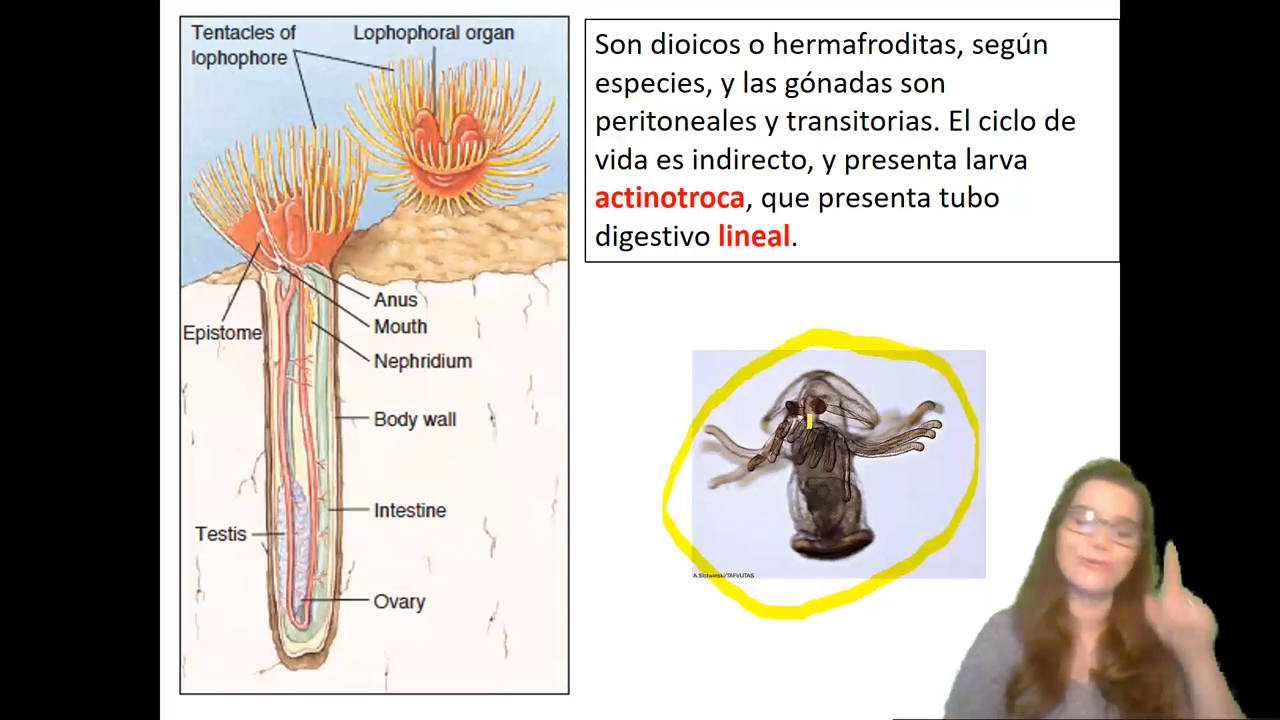 Tentacles of
lophophore
Lophophoral organ
Epistome
Anus
Mouth
Nephridium
Body wall
Intestine
Testis
Ovary
Son dioicos o hermafroditas, según
especies, y las gónadas son
peritoneales y transitorias. El ciclo de
vida es indirecto, y presenta larva
actinotroca, que presenta tubo
digestivo lineal.